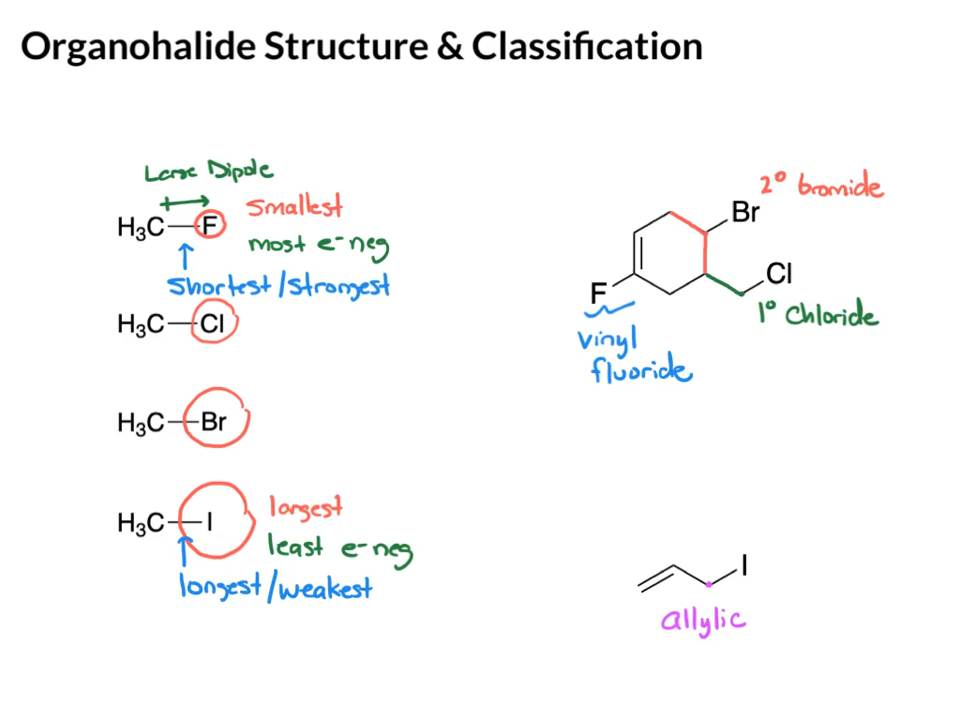 Organohalide Structure & Classification
Large Dipole
H₃C—F
smallest
most e⁻neg
shortest/strongest
H₃C—Cl
H₃C—Br
H₃C—I
largest
least e⁻neg
longest/weakest
2° bromide
Br
Cl
F
1° Chloride
vinyl
fluoride
I
allylic